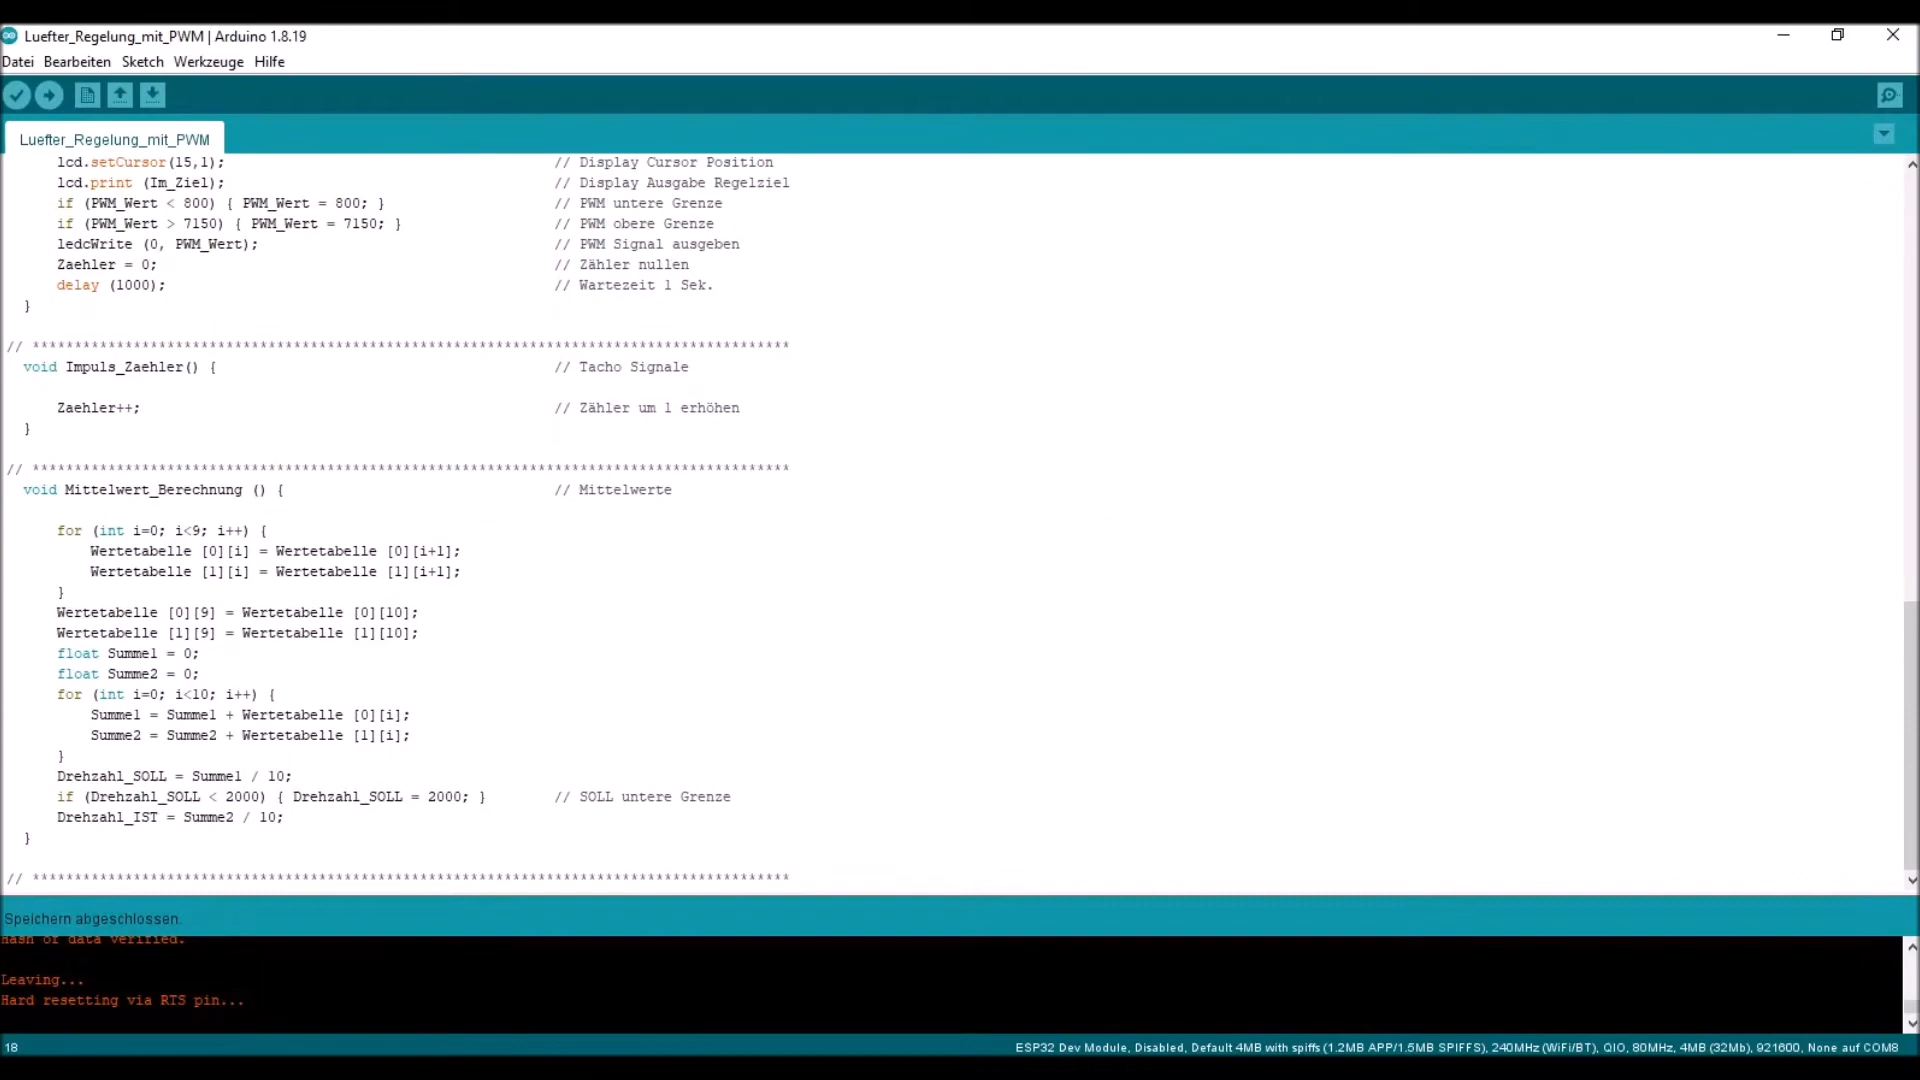 Luefter_Regelung_mit_PWM | Arduino 1.8.19
Datei Bearbeiten Sketch Werkzeuge Hilfe
Luefter_Regelung_mit_PWM
lcd.setCursor(15,1); // Display Cursor Position
lcd.print (Im_Ziel); // Display Ausgabe Regelziel
if (PWM_Wert < 800) { PWM_Wert = 800; } // PWM untere Grenze
if (PWM_Wert > 7150) { PWM_Wert = 7150; } // PWM obere Grenze
ledcWrite (0, PWM_Wert); // PWM Signal ausgeben
Zaehler = 0; // Zähler nullen
delay (1000); // Wartezeit 1 Sek.
}
// ******************************************************************************************
void Impuls_Zaehler() { // Tacho Signale
Zaehler++; // Zähler um 1 erhöhen
}
// ******************************************************************************************
void Mittelwert_Berechnung () { // Mittelwerte
for (int i=0; i<9; i++) {
Wertetabelle [0][i] = Wertetabelle [0][i+1];
Wertetabelle [1][i] = Wertetabelle [1][i+1];
}
Wertetabelle [0][9] = Wertetabelle [0][10];
Wertetabelle [1][9] = Wertetabelle [1][10];
float Summe1 = 0;
float Summe2 = 0;
for (int i=0; i<10; i++) {
Summe1 = Summe1 + Wertetabelle [0][i];
Summe2 = Summe2 + Wertetabelle [1][i];
}
Drehzahl_SOLL = Summe1 / 10;
if (Drehzahl_SOLL < 2000) { Drehzahl_SOLL = 2000; } // SOLL untere Grenze
Drehzahl_IST = Summe2 / 10;
}
// ******************************************************************************************
Speichern abgeschlossen.
Hash of data verified.
Leaving...
Hard resetting via RTS pin...
18 ESP32 Dev Module, Disabled, Default 4MB with spiffs (1.2MB APP/1.5MB SPIFFS), 240MHz (WiFi/BT), QIO, 80MHz, 4MB (32Mb), 921600, None auf COM8